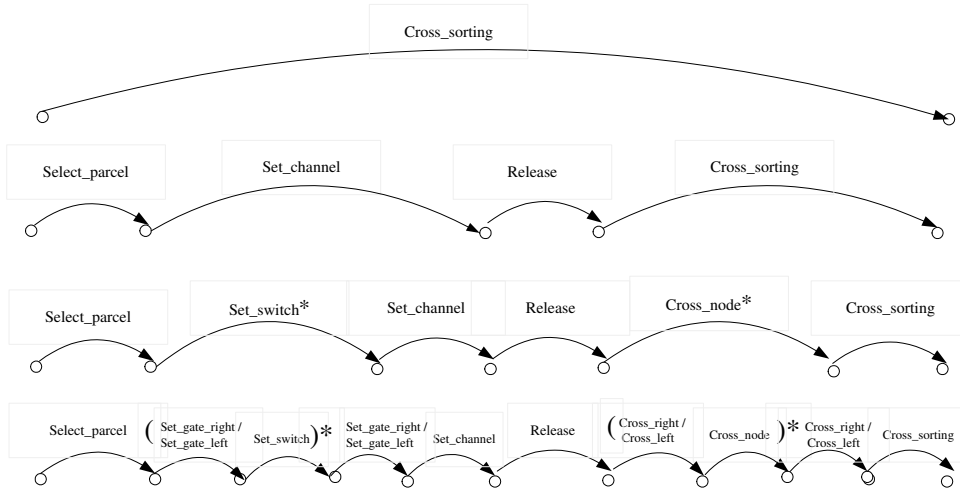 Cross_sorting
Select_parcel Set_channel Release Cross_sorting
Select_parcel Set_switch* Set_channel Release Cross_node* Cross_sorting
Select_parcel ( Set_gate_right / Set_switch )* Set_gate_right / Set_channel Release ( Cross_right / Cross_node )* Cross_right / Cross_sorting
Set_gate_left Set_gate_left Cross_left Cross_left